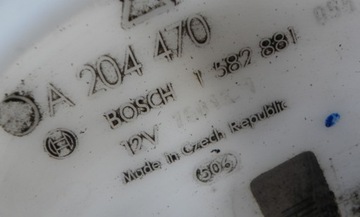 A 204 470
BOSCH 1 582 881
12V
Made in Czech Republic
506